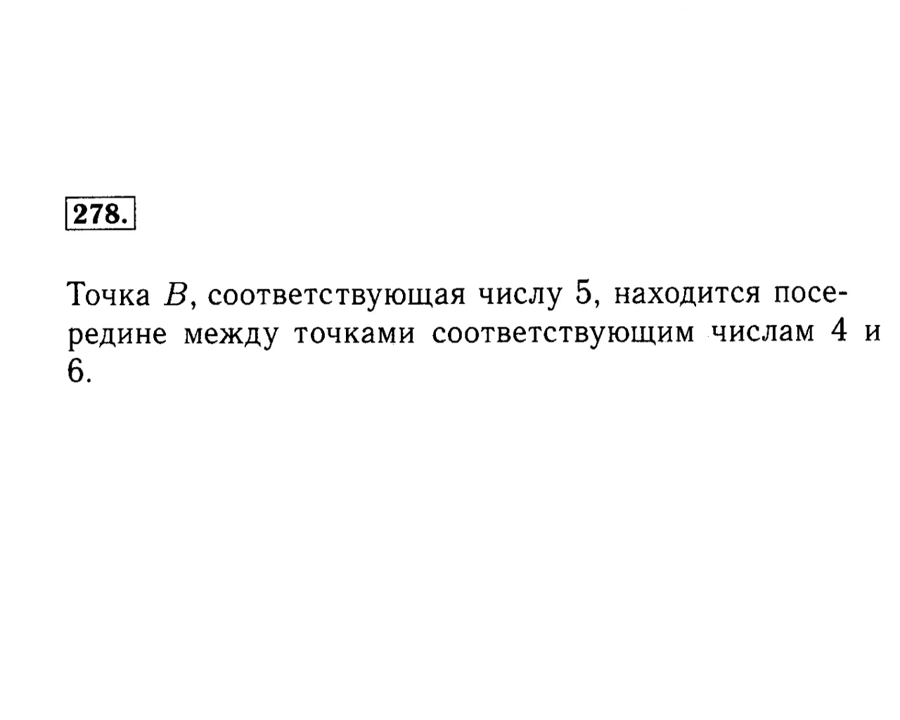 278.
Точка B, соответствующая числу 5, находится посе-
редине между точками соответствующим числам 4 и
6.